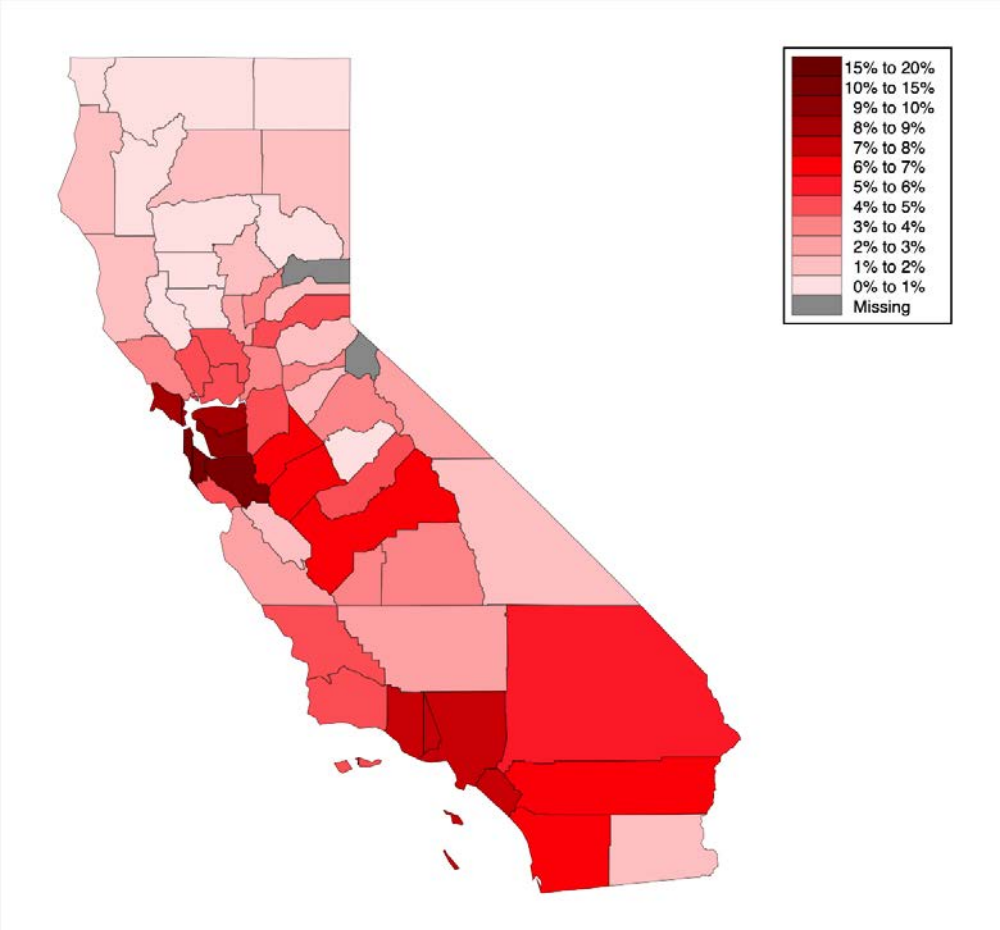 15% to 20%
10% to 15%
9% to 10%
8% to 9%
7% to 8%
6% to 7%
5% to 6%
4% to 5%
3% to 4%
2% to 3%
1% to 2%
0% to 1%
Missing